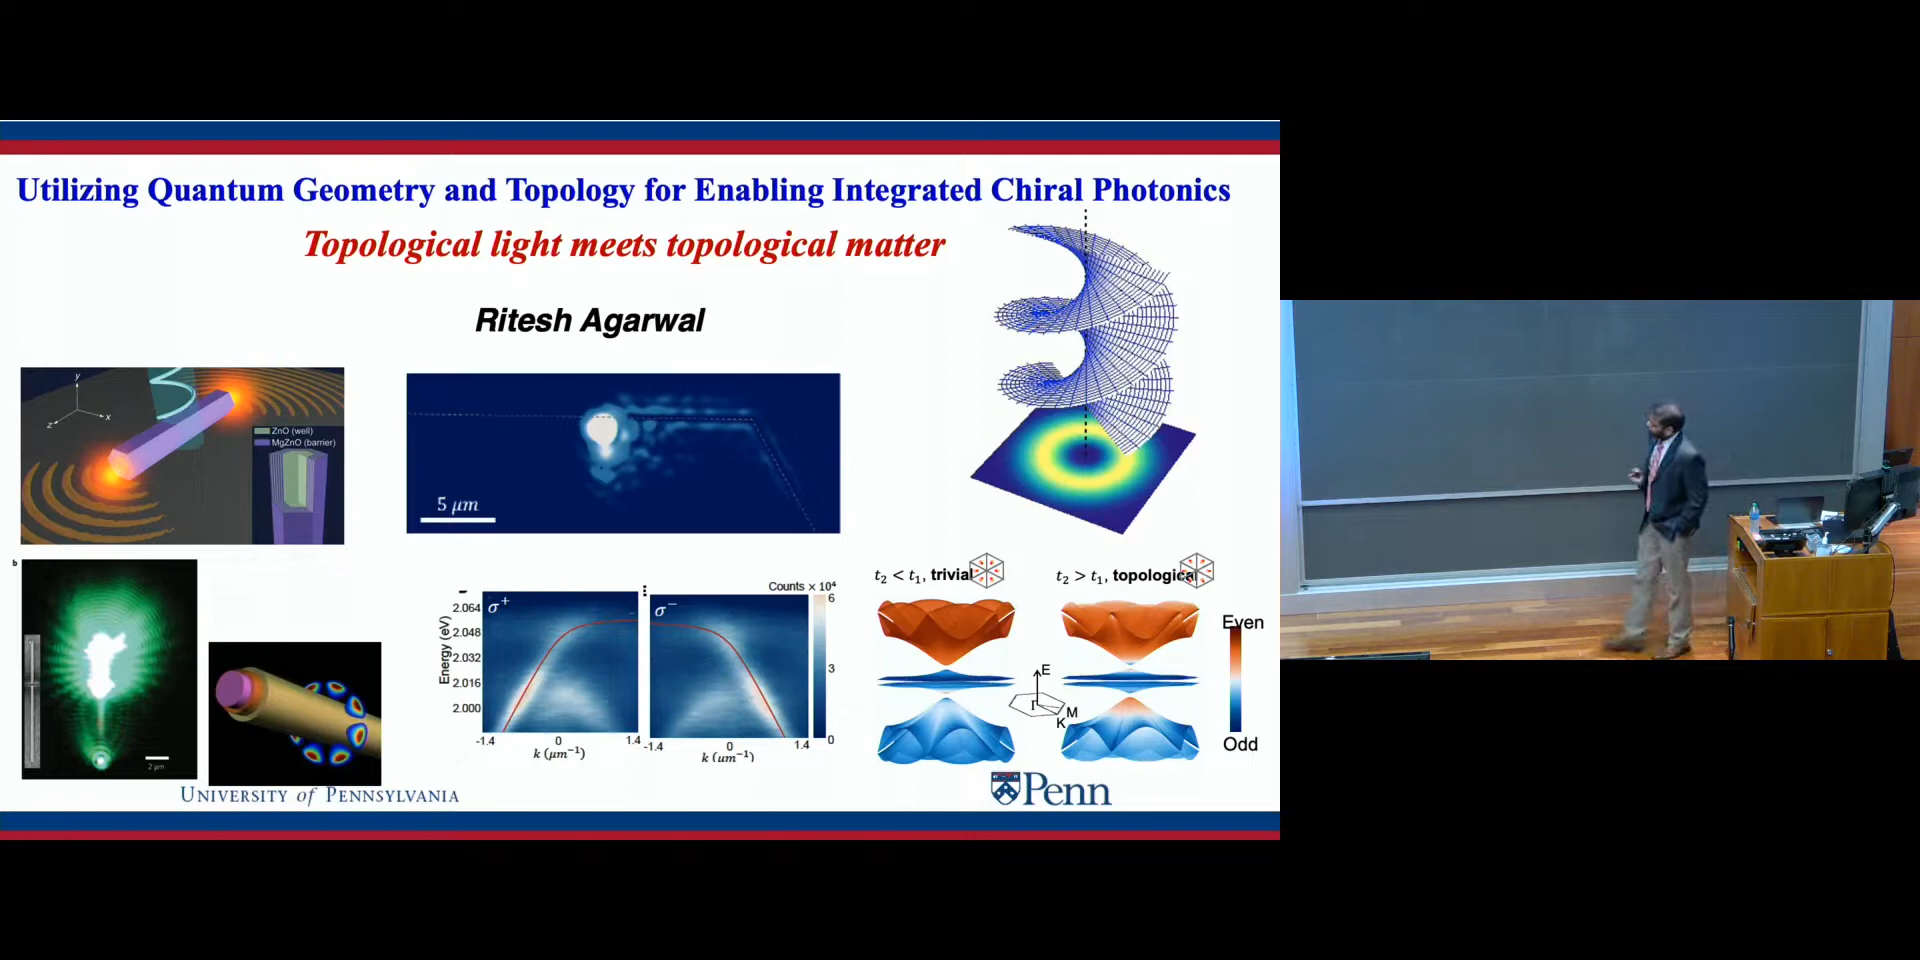 Utilizing Quantum Geometry and Topology for Enabling Integrated Chiral Photonics
Topological light meets topological matter
Ritesh Agarwal
y
x
z
ZnO (well)
MgZnO (barrier)
5 μm
b
2 μm
Counts × 10⁴
σ⁺
σ⁻
Energy (eV)
2.064
2.048
2.032
2.016
2.000
6
3
0
-1.4 0 1.4
-1.4 0 1.4
k (μm⁻¹)
k (μm⁻¹)
t₂ < t₁, trivial
t₂ > t₁, topological
E
Γ
M
K
Even
Odd
UNIVERSITY of PENNSYLVANIA
Penn